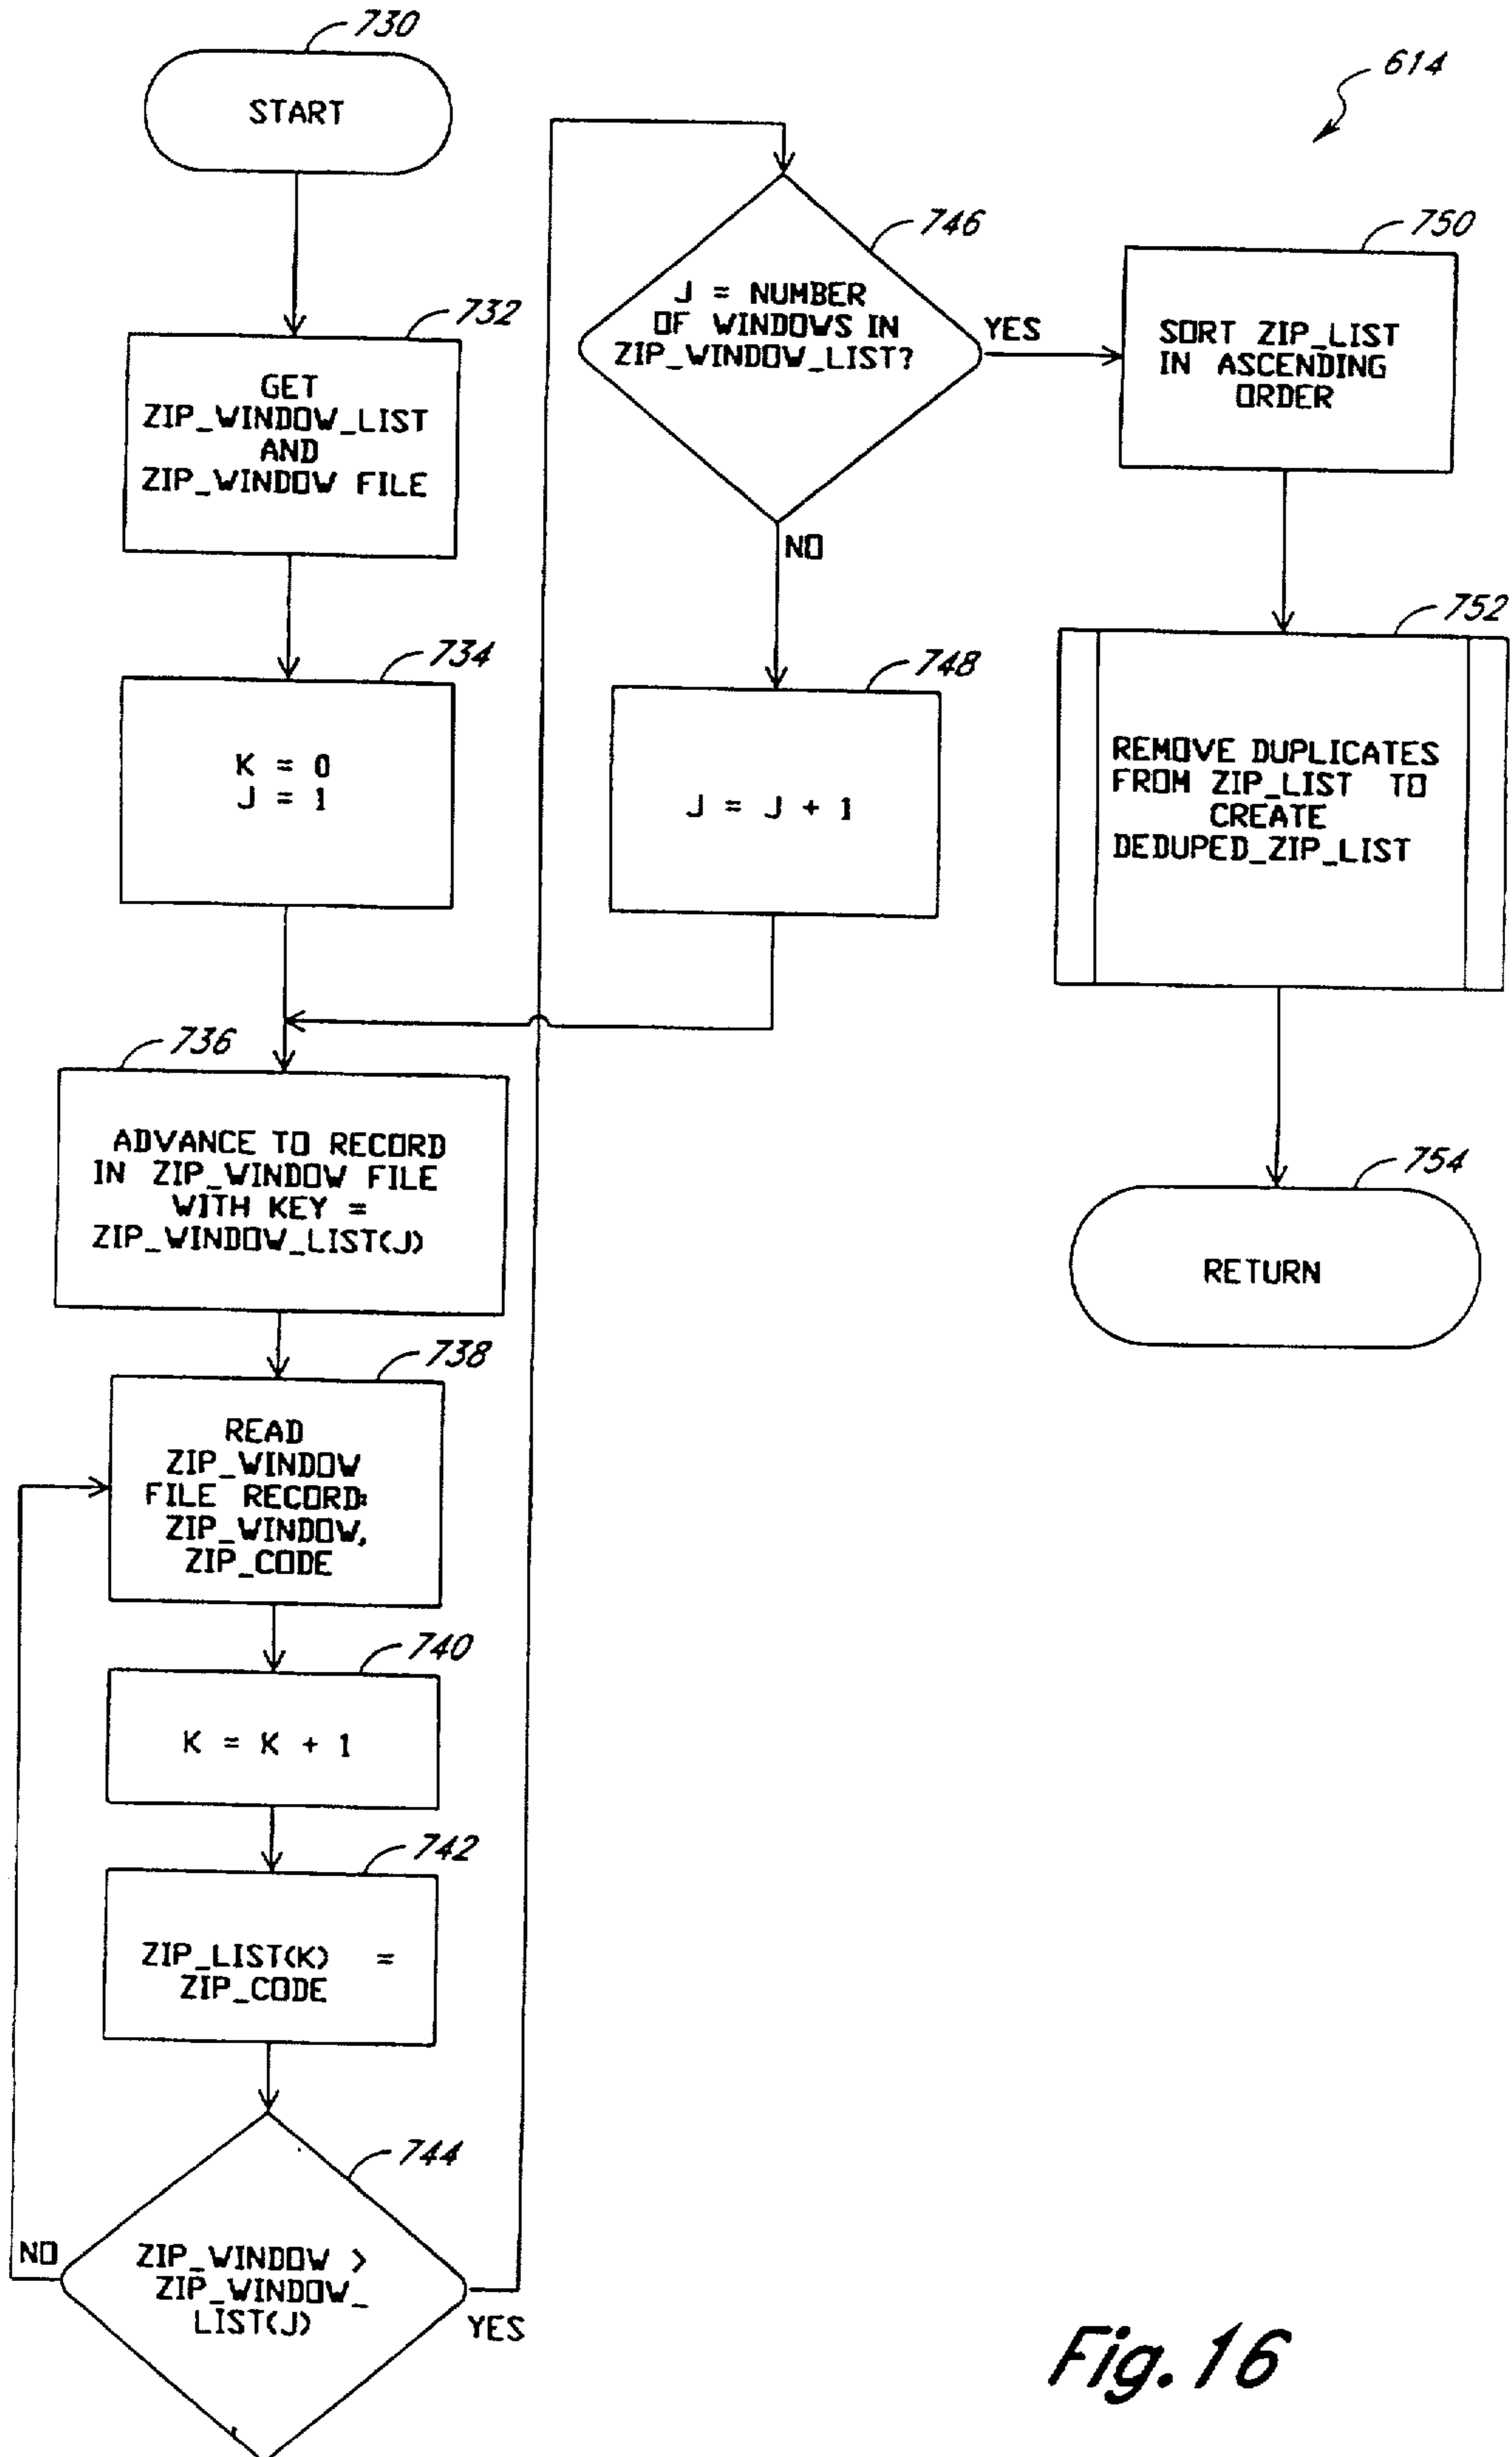 730
START
732
GET
ZIP_WINDOW_LIST
AND
ZIP_WINDOW FILE
734
K = 0
J = 1
736
ADVANCE TO RECORD
IN ZIP_WINDOW FILE
WITH KEY =
ZIP_WINDOW_LIST(J)
738
READ
ZIP_WINDOW
FILE RECORD:
ZIP_WINDOW,
ZIP_CODE
740
K = K + 1
742
ZIP_LIST(K) =
ZIP_CODE
744
ZIP_WINDOW >
ZIP_WINDOW_
LIST(J)
NO
YES
746
J = NUMBER
OF WINDOWS IN
ZIP_WINDOW_LIST?
YES
NO
748
J = J + 1
614
750
SORT ZIP_LIST
IN ASCENDING
ORDER
752
REMOVE DUPLICATES
FROM ZIP_LIST TO
CREATE
DEDUPED_ZIP_LIST
754
RETURN
Fig. 16